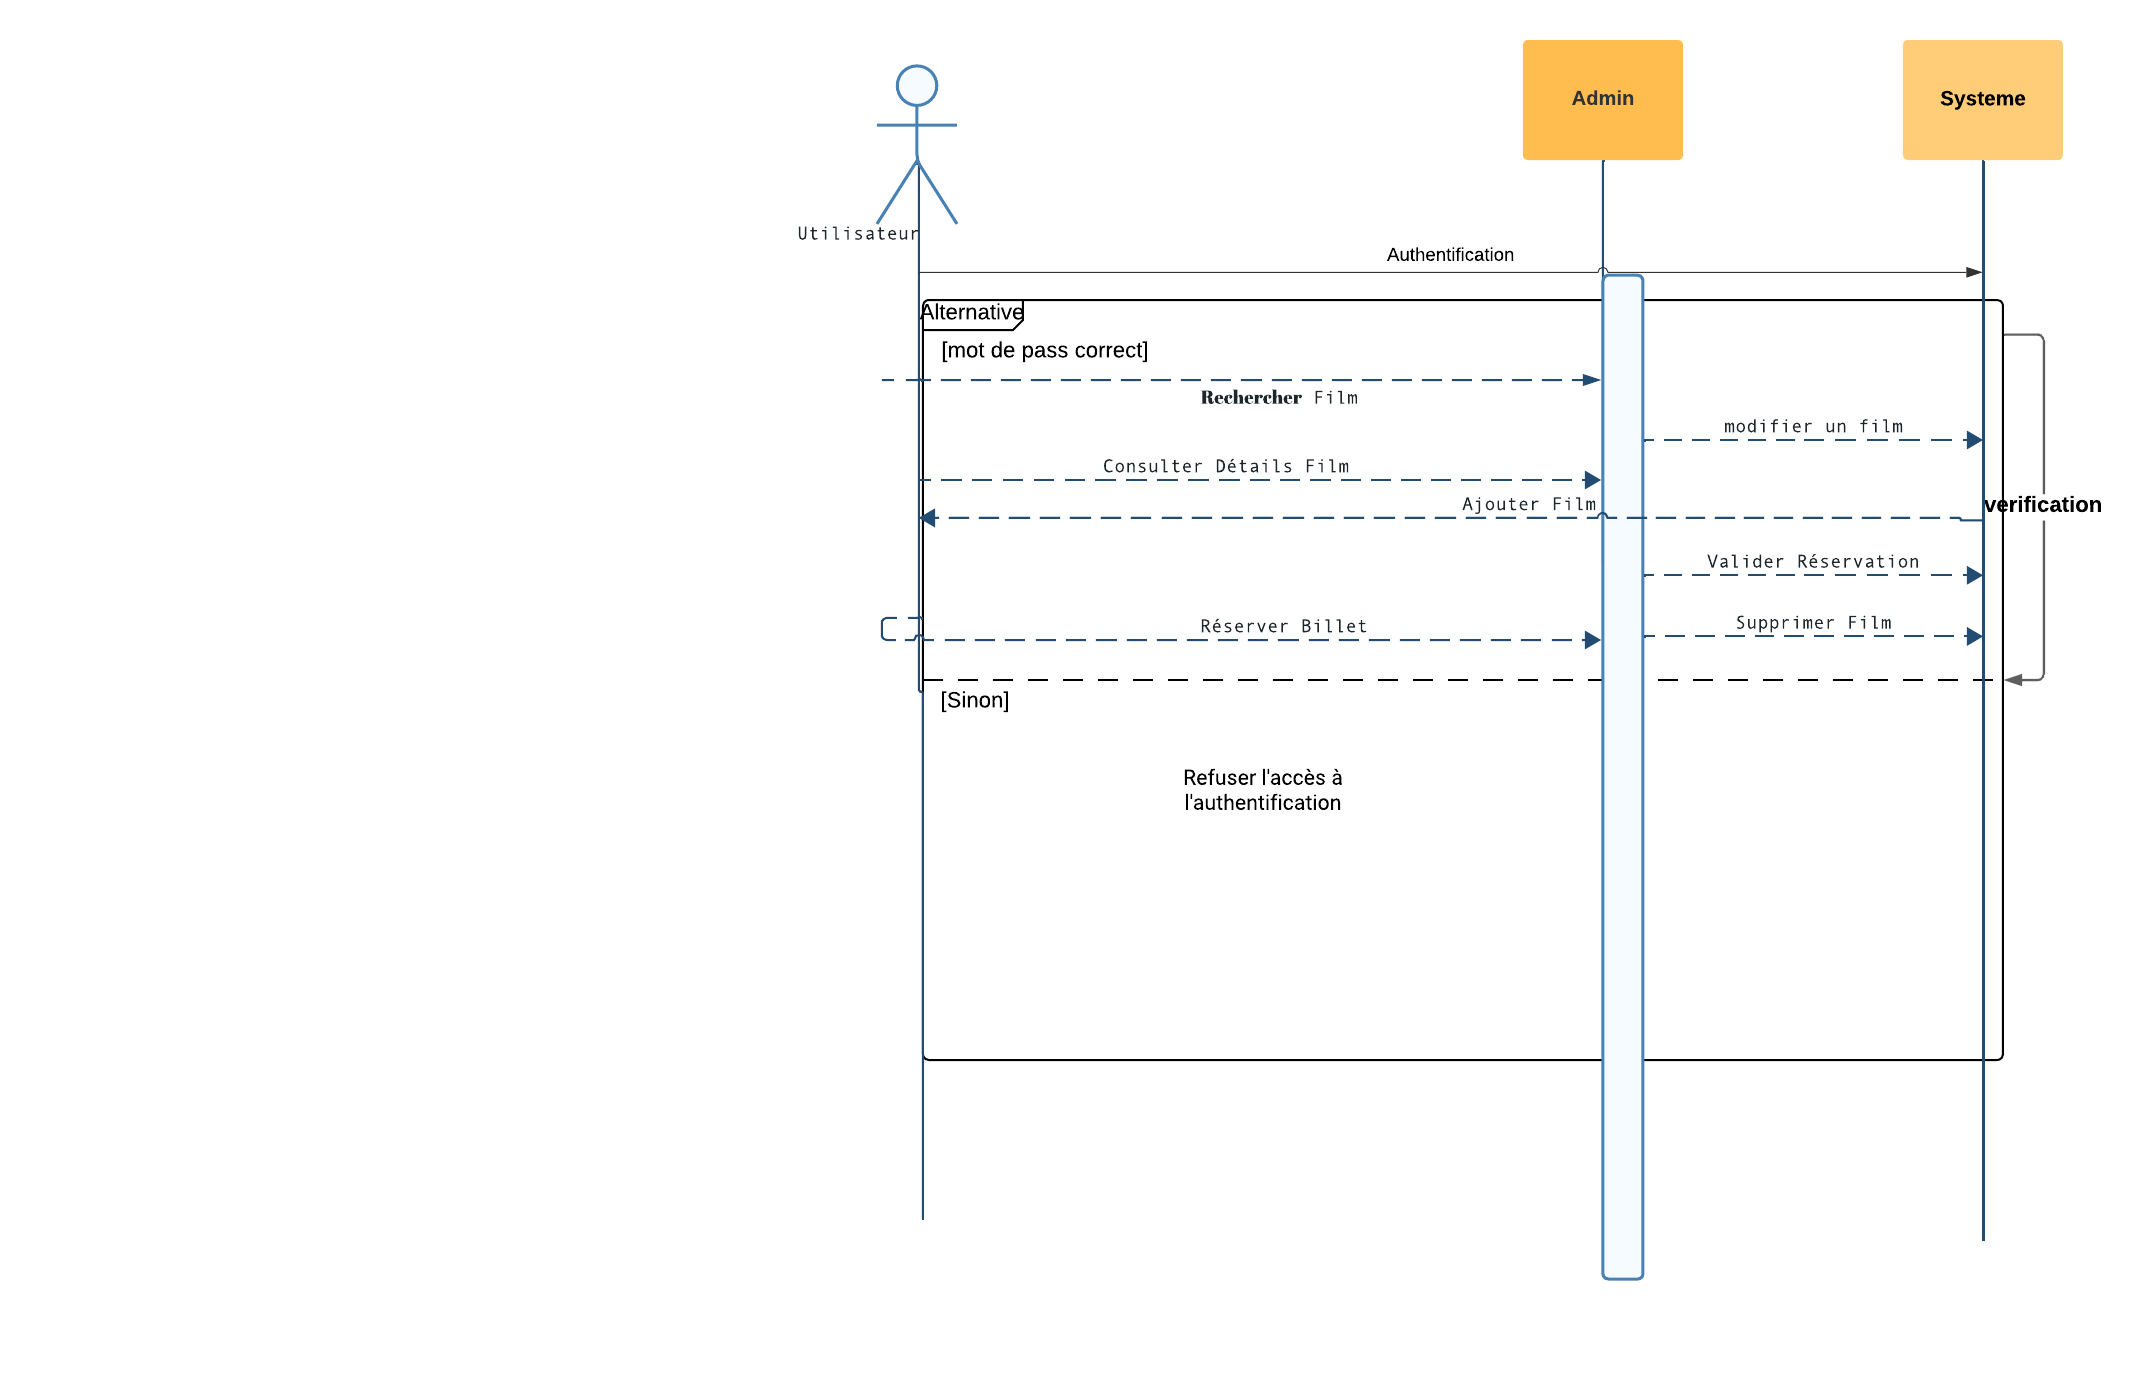 Admin
Systeme
Utilisateur
Authentification
Alternative
[mot de pass correct]
Rechercher Film
modifier un film
Consulter Détails Film
Ajouter Film
verification
Valider Réservation
Supprimer Film
Réserver Billet
[Sinon]
Refuser l'accès à
l'authentification